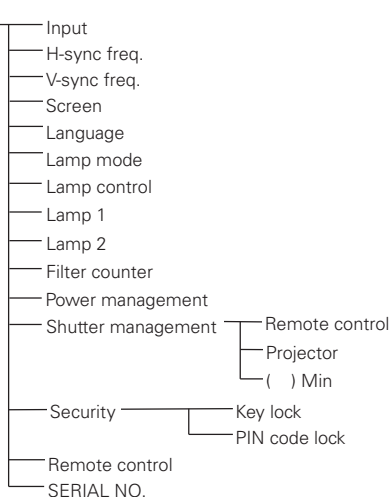 Input
H-sync freq.
V-sync freq.
Screen
Language
Lamp mode
Lamp control
Lamp 1
Lamp 2
Filter counter
Power management
Shutter management
Remote control
Projector
( ) Min
Security
Key lock
PIN code lock
Remote control
SERIAL NO.